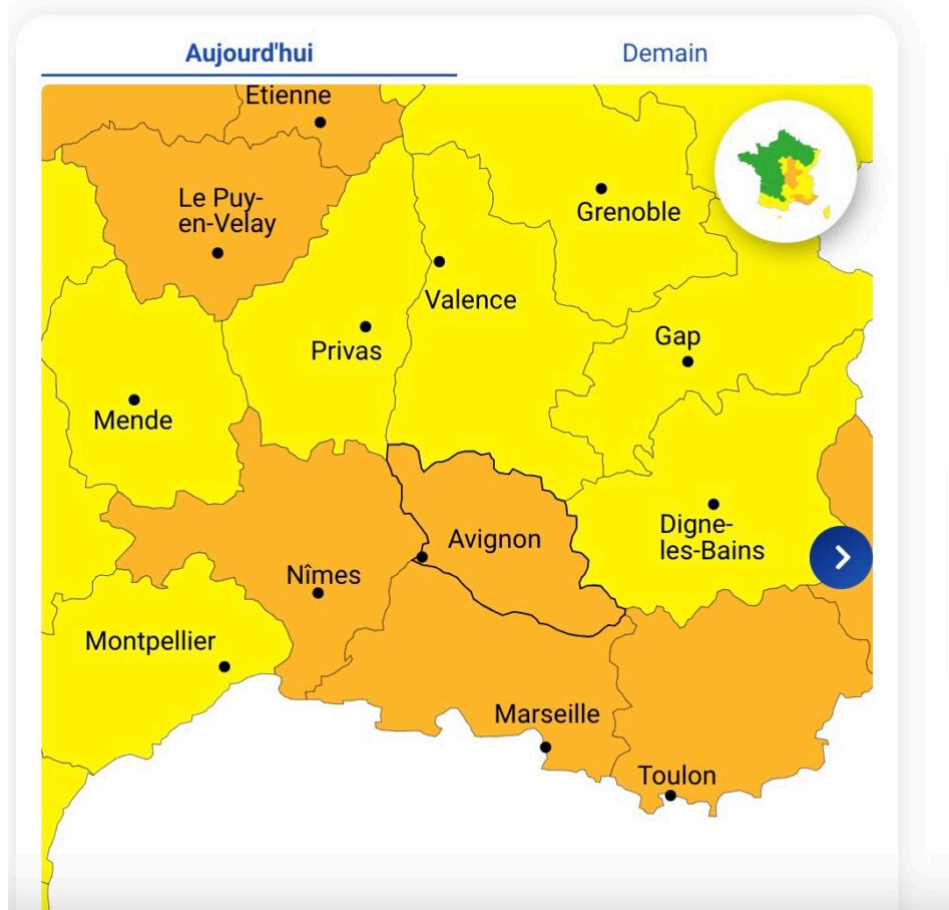 Aujourd'hui
Demain
Etienne
Le Puy-
en-Velay
Grenoble
Valence
Gap
Privas
Mende
Digne-
les-Bains
Avignon
Nîmes
Montpellier
Marseille
Toulon